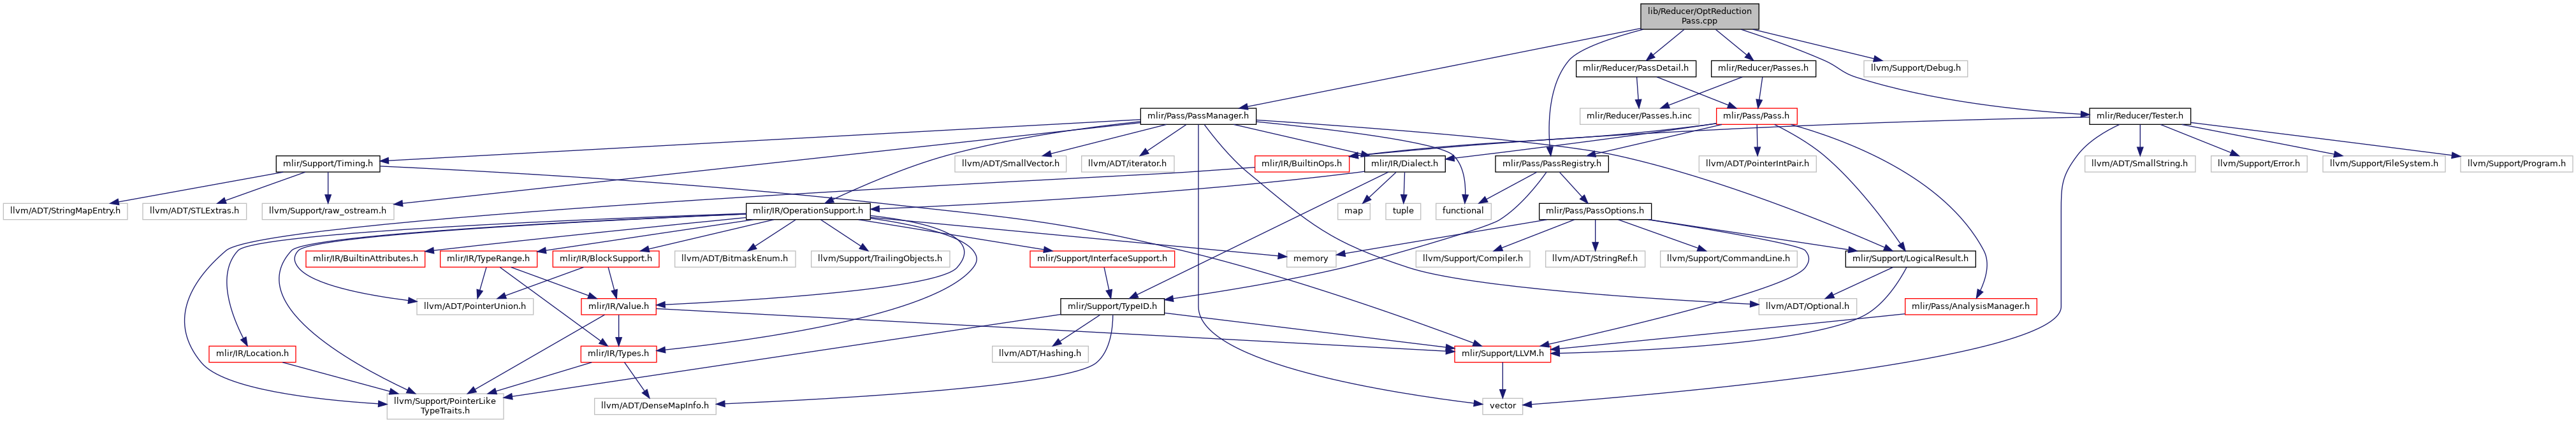 lib/Reducer/OptReduction
Pass.cpp
mlir/Reducer/PassDetail.h
mlir/Reducer/Passes.h
llvm/Support/Debug.h
mlir/Pass/PassManager.h
mlir/Reducer/Passes.h.inc
mlir/Pass/Pass.h
mlir/Reducer/Tester.h
mlir/Support/Timing.h
llvm/ADT/SmallVector.h
llvm/ADT/iterator.h
mlir/IR/BuiltinOps.h
mlir/IR/Dialect.h
mlir/Pass/PassRegistry.h
llvm/ADT/PointerIntPair.h
llvm/ADT/SmallString.h
llvm/Support/Error.h
llvm/Support/FileSystem.h
llvm/Support/Program.h
llvm/ADT/StringMapEntry.h
llvm/ADT/STLExtras.h
llvm/Support/raw_ostream.h
mlir/IR/OperationSupport.h
map
tuple
functional
mlir/Pass/PassOptions.h
mlir/IR/BuiltinAttributes.h
mlir/IR/TypeRange.h
mlir/IR/BlockSupport.h
llvm/ADT/BitmaskEnum.h
llvm/Support/TrailingObjects.h
mlir/Support/InterfaceSupport.h
memory
llvm/Support/Compiler.h
llvm/ADT/StringRef.h
llvm/Support/CommandLine.h
mlir/Support/LogicalResult.h
llvm/ADT/PointerUnion.h
mlir/IR/Value.h
mlir/Support/TypeID.h
llvm/ADT/Optional.h
mlir/Pass/AnalysisManager.h
mlir/IR/Location.h
mlir/IR/Types.h
llvm/ADT/Hashing.h
mlir/Support/LLVM.h
llvm/Support/PointerLike
TypeTraits.h
llvm/ADT/DenseMapInfo.h
vector